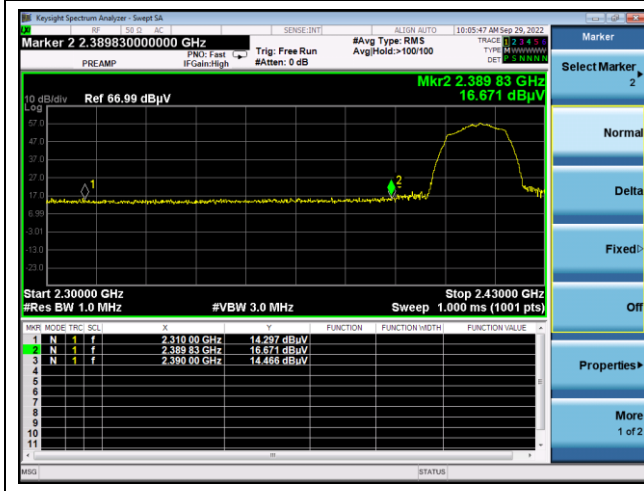 Keysight Spectrum Analyzer - Swept SA
RF 50 Ω AC SENSE:INT ALIGN AUTO 10:05:47 AM Sep 29, 2022
Marker 2 2.389830000000 GHz
PREAMP
PNO: Fast
IFGain:High
Trig: Free Run
#Atten: 0 dB
#Avg Type: RMS
Avg|Hold:>100/100
TRACE 1 2 3 4 5 6
TYPE M WWWWW
DET P S N N N N
Mkr2 2.389 83 GHz
16.671 dBµV
10 dB/div Ref 66.99 dBµV
Log
57.0
47.0
37.0
27.0
17.0
6.99
-3.01
-13.0
-23.0
1
2
Start 2.30000 GHz Stop 2.43000 GHz
#Res BW 1.0 MHz #VBW 3.0 MHz Sweep 1.000 ms (1001 pts)
MKR MODE TRC SCL X Y FUNCTION FUNCTION WIDTH FUNCTION VALUE
1 N 1 f 2.310 00 GHz 14.297 dBµV
2 N 1 f 2.389 83 GHz 16.671 dBµV
3 N 1 f 2.390 00 GHz 14.466 dBµV
4
5
6
7
8
9
10
11
MSG STATUS
Marker
Select Marker
2
Normal
Delta
Fixed
Off
Properties
More
1 of 2